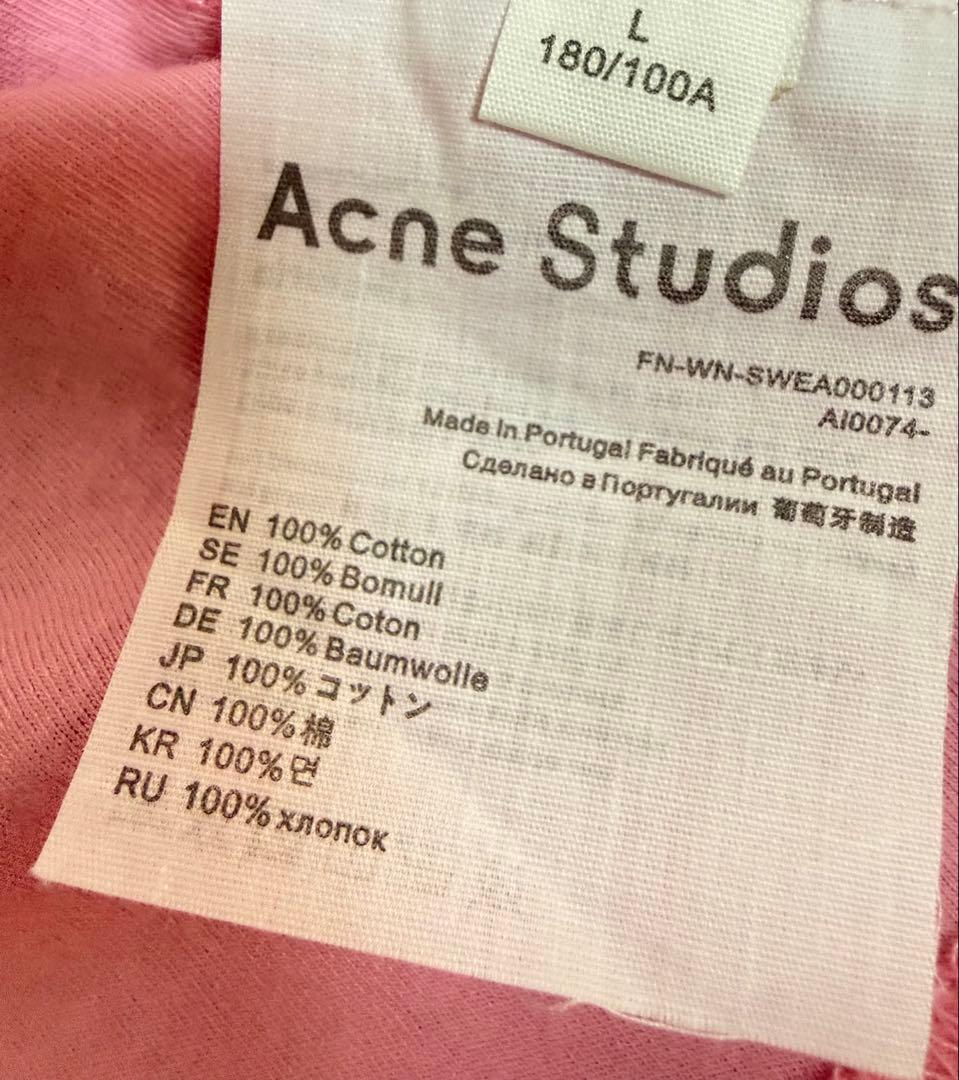 L
180/100A
Acne Studios
FN-WN-SWEA000113
AI0074-
Made in Portugal Fabriqué au Portugal
Сделано в Португалии 葡萄牙制造
EN 100% Cotton
SE 100% Bomull
FR 100% Coton
DE 100% Baumwolle
JP 100% コットン
CN 100% 棉
KR 100% 면
RU 100% хлопок